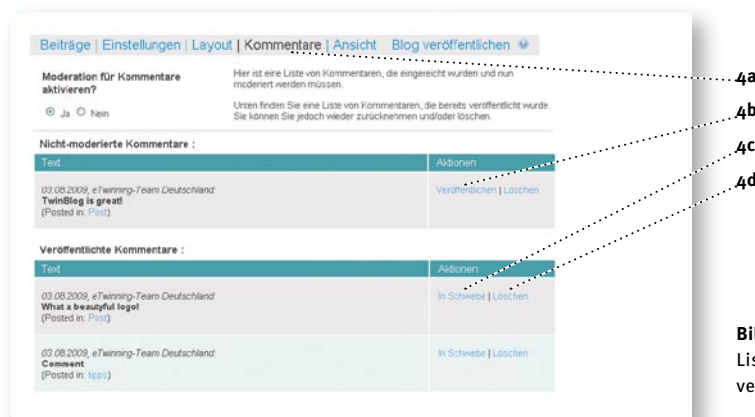 Beiträge | Einstellungen | Layout | Kommentare | Ansicht Blog veröffentlichen
Moderation für Kommentare aktivieren?
Ja Nein
Hier ist eine Liste von Kommentaren, die eingereicht wurden und nun
moderiert werden müssen.
Unten finden Sie eine Liste von Kommentaren, die bereits veröffentlicht wurde.
Sie können Sie jedoch wieder zurücknehmen und/oder löschen.
Nicht-moderierte Kommentare :
Text Aktionen
03.08.2009, eTwinning-Team Deutschland: Veröffentlichen | Löschen
TwinBlog is great!
(Posted in: Post)
Veröffentlichte Kommentare :
Text Aktionen
03.08.2009, eTwinning-Team Deutschland: In Schwebe | Löschen
What a beautyful logo!
(Posted in: Post)
03.08.2009, eTwinning-Team Deutschland: In Schwebe | Löschen
Comment
(Posted in: tipps)
4a
4b
4c
4d